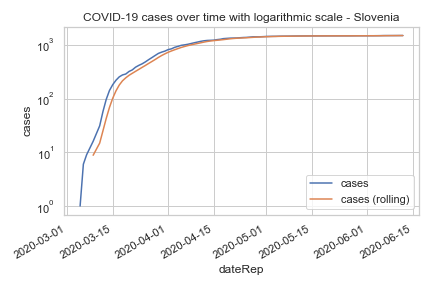 COVID-19 cases over time with logarithmic scale - Slovenia
10³
10²
10¹
10⁰
cases
cases
cases (rolling)
2020-03-01
2020-03-15
2020-04-01
2020-04-15
2020-05-01
2020-05-15
2020-06-01
2020-06-15
dateRep